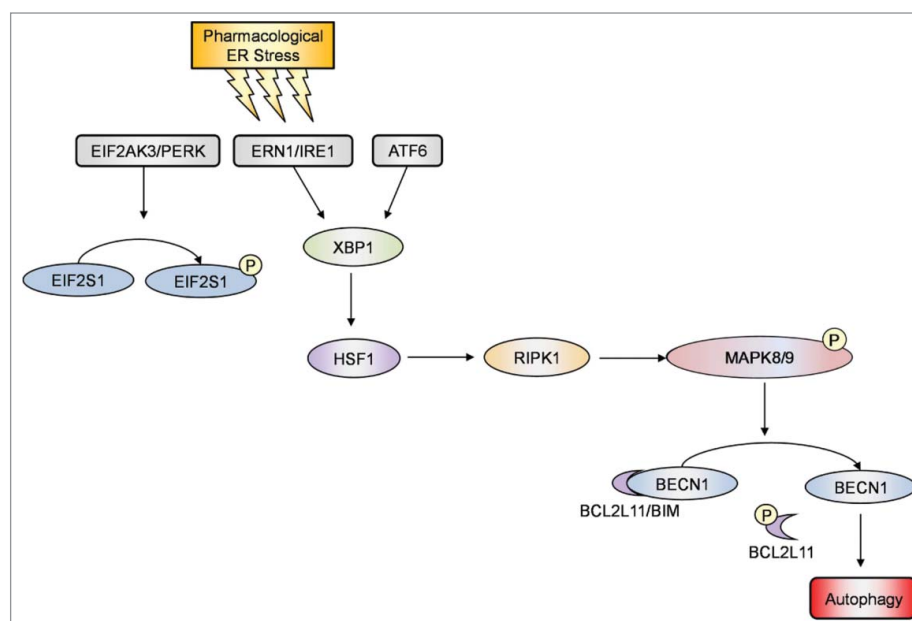 Pharmacological
ER Stress
EIF2AK3/PERK
ERN1/IRE1
ATF6
XBP1
EIF2S1
EIF2S1
P
HSF1
RIPK1
MAPK8/9
P
BECN1
BCL2L11/BIM
BECN1
P
BCL2L11
Autophagy